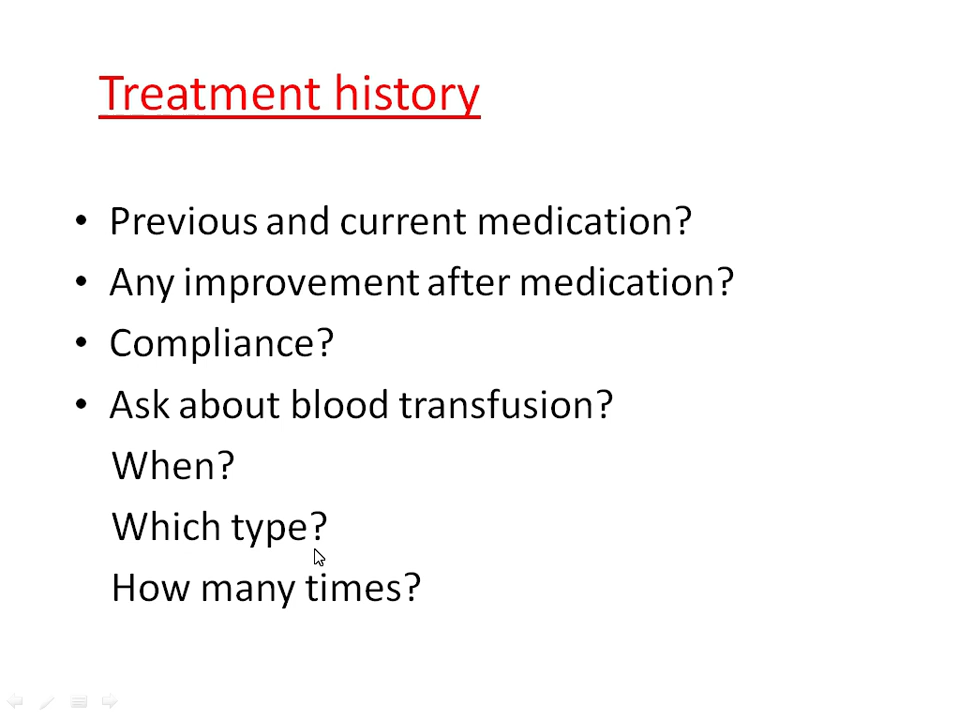 Treatment history
• Previous and current medication?
• Any improvement after medication?
• Compliance?
• Ask about blood transfusion?
When?
Which type?
How many times?